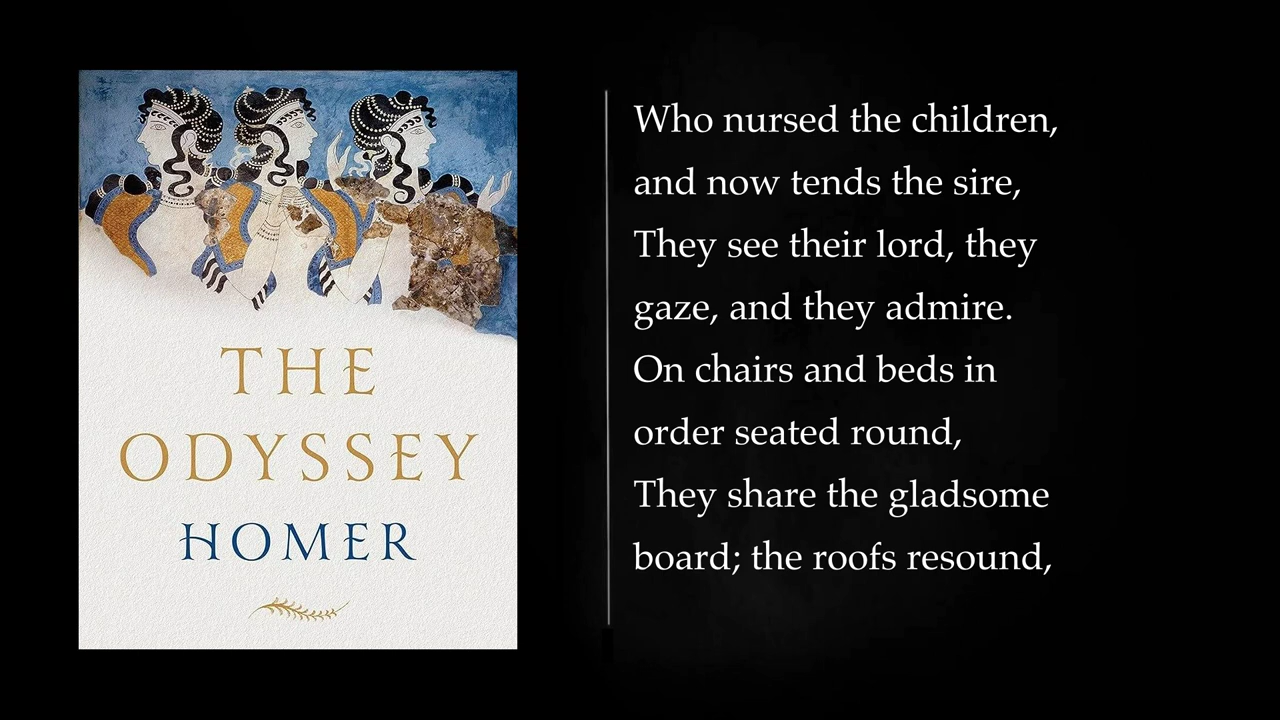 THE
ODYSSEY
HOMER
Who nursed the children,
and now tends the sire,
They see their lord, they
gaze, and they admire.
On chairs and beds in
order seated round,
They share the gladsome
board; the roofs resound,